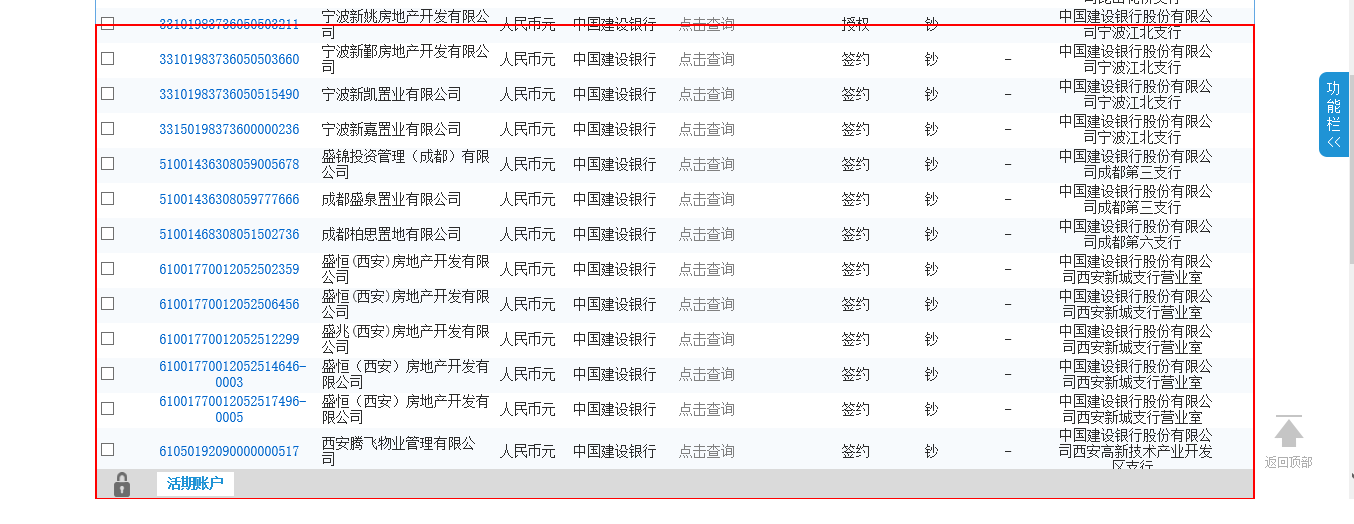 司昆山花桥支行
33101983736050503211 宁波新姚房地产开发有限公司 人民币元 中国建设银行 点击查询 授权 钞 中国建设银行股份有限公
司宁波江北支行
33101983736050503660 宁波新鄞房地产开发有限公司 人民币元 中国建设银行 点击查询 签约 钞 - 中国建设银行股份有限公
司宁波江北支行
33101983736050515490 宁波新凯置业有限公司 人民币元 中国建设银行 点击查询 签约 钞 - 中国建设银行股份有限公
司宁波江北支行
33150198373600000236 宁波新嘉置业有限公司 人民币元 中国建设银行 点击查询 签约 钞 - 中国建设银行股份有限公
司宁波江北支行
51001436308059005678 盛锦投资管理（成都）有限公司 人民币元 中国建设银行 点击查询 签约 钞 - 中国建设银行股份有限公
司成都第三支行
51001436308059777666 成都盛泉置业有限公司 人民币元 中国建设银行 点击查询 签约 钞 - 中国建设银行股份有限公
司成都第三支行
51001468308051502736 成都柏思置地有限公司 人民币元 中国建设银行 点击查询 签约 钞 - 中国建设银行股份有限公
司成都第六支行
61001770012052502359 盛恒(西安)房地产开发有限公司 人民币元 中国建设银行 点击查询 签约 钞 - 中国建设银行股份有限公
司西安新城支行营业室
61001770012052506456 盛恒(西安)房地产开发有限公司 人民币元 中国建设银行 点击查询 签约 钞 - 中国建设银行股份有限公
司西安新城支行营业室
61001770012052512299 盛兆(西安)房地产开发有限公司 人民币元 中国建设银行 点击查询 签约 钞 - 中国建设银行股份有限公
司西安新城支行营业室
61001770012052514646-0003 盛恒（西安）房地产开发有限公司 人民币元 中国建设银行 点击查询 签约 钞 - 中国建设银行股份有限公
司西安新城支行营业室
61001770012052517496-0005 盛恒（西安）房地产开发有限公司 人民币元 中国建设银行 点击查询 签约 钞 - 中国建设银行股份有限公
司西安新城支行营业室
61050192090000000517 西安腾飞物业管理有限公司 人民币元 中国建设银行 点击查询 签约 钞 - 中国建设银行股份有限公
司西安高新技术产业开发
区支行
活期账户
功能栏
<<
返回顶部